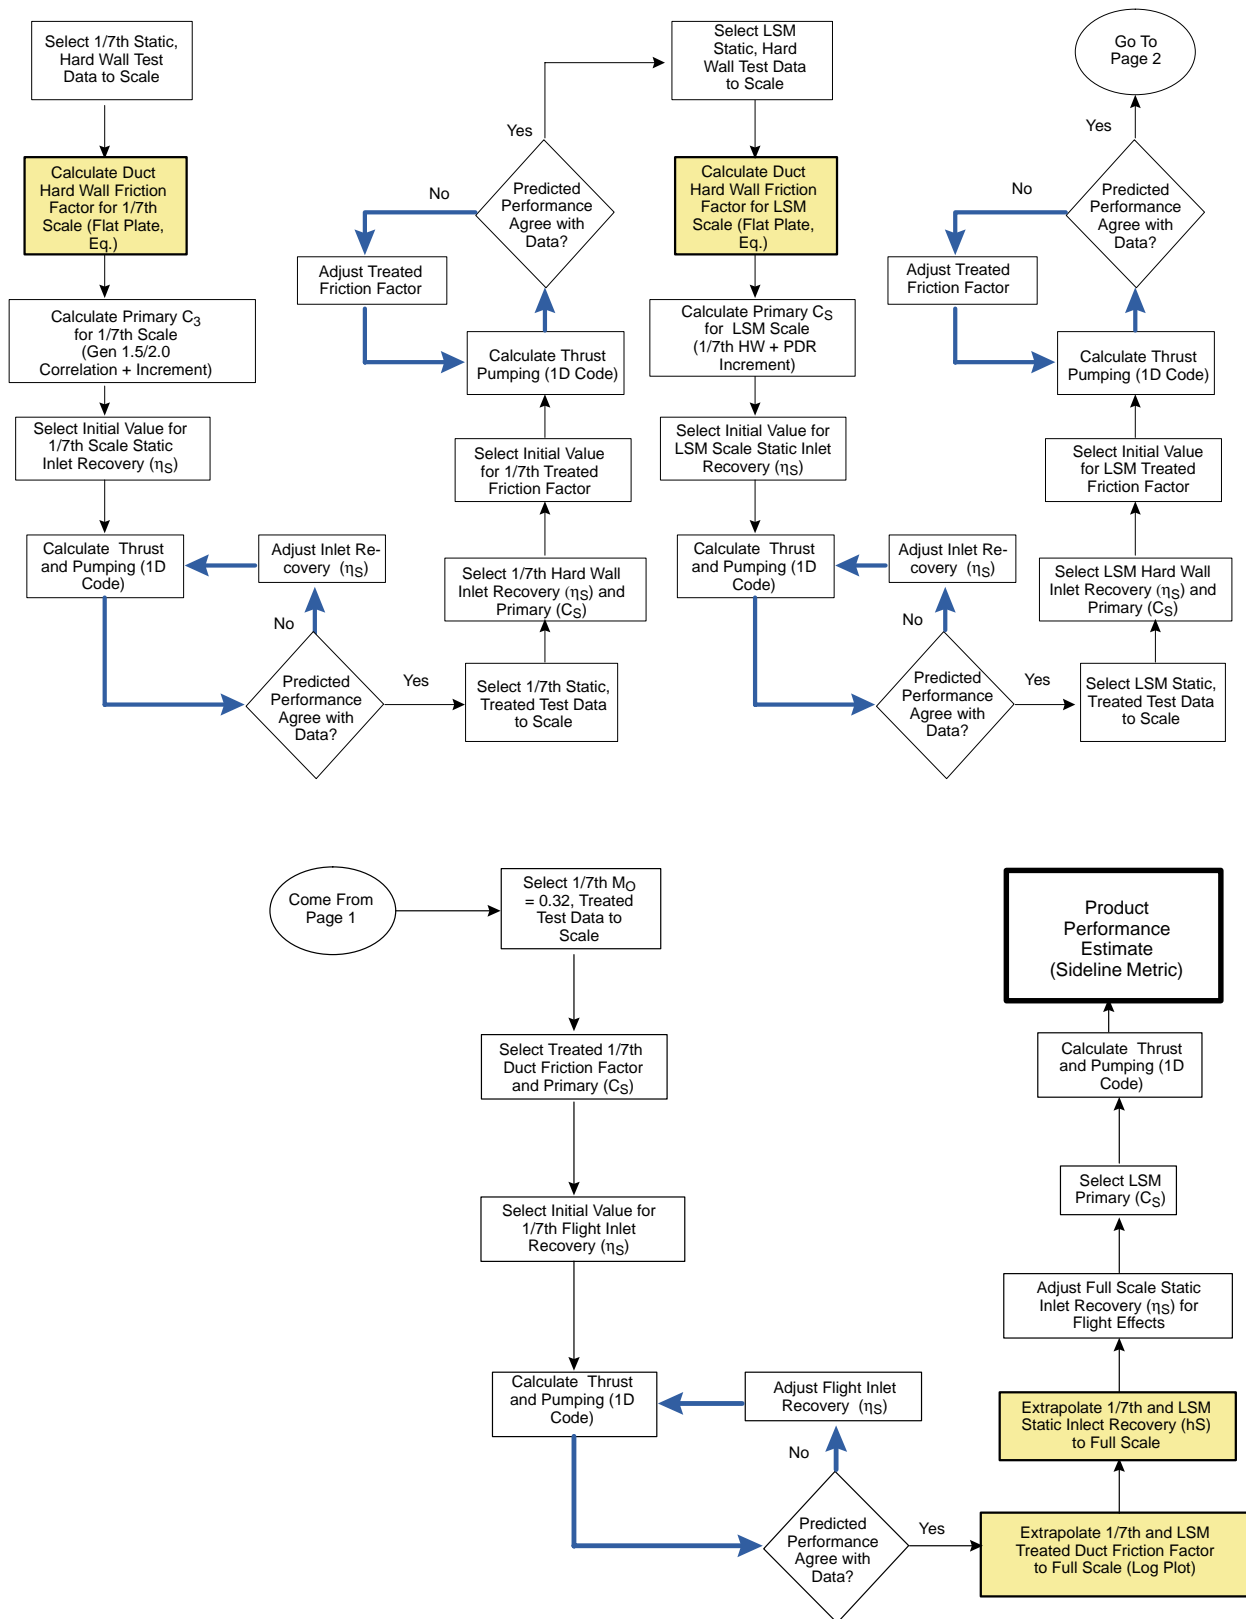 Select 1/7th Static,
Hard Wall Test
Data to Scale
Calculate Duct
Hard Wall Friction
Factor for 1/7th
Scale (Flat Plate,
Eq.)
Calculate Primary C3
for 1/7th Scale
(Gen 1.5/2.0
Correlation + Increment)
Select Initial Value for
1/7th Scale Static
Inlet Recovery (ηS)
Calculate Thrust
and Pumping (1D
Code)
Adjust Inlet Re-
covery (ηS)
No
Predicted
Performance
Agree with
Data?
Yes
Select 1/7th Static,
Treated Test Data
to Scale
Select 1/7th Hard Wall
Inlet Recovery (ηS) and
Primary (CS)
Select Initial Value
for 1/7th Treated
Friction Factor
Calculate Thrust
Pumping (1D Code)
Adjust Treated
Friction Factor
No
Predicted
Performance
Agree with
Data?
Yes
Select LSM
Static, Hard
Wall Test Data
to Scale
Calculate Duct
Hard Wall Friction
Factor for LSM
Scale (Flat Plate,
Eq.)
Calculate Primary CS
for LSM Scale
(1/7th HW + PDR
Increment)
Select Initial Value for
LSM Scale Static Inlet
Recovery (ηS)
Calculate Thrust
and Pumping (1D
Code)
Adjust Inlet Re-
covery (ηS)
No
Predicted
Performance
Agree with
Data?
Yes
Select LSM Static,
Treated Test Data
to Scale
Select LSM Hard Wall
Inlet Recovery (ηS) and
Primary (CS)
Select Initial Value
for LSM Treated
Friction Factor
Calculate Thrust
Pumping (1D Code)
Adjust Treated
Friction Factor
No
Predicted
Performance
Agree with
Data?
Yes
Go To
Page 2
Come From
Page 1
Select 1/7th MO
= 0.32, Treated
Test Data to
Scale
Select Treated 1/7th
Duct Friction Factor
and Primary (CS)
Select Initial Value for
1/7th Flight Inlet
Recovery (ηS)
Calculate Thrust
and Pumping (1D
Code)
Adjust Flight Inlet
Recovery (ηS)
No
Predicted
Performance
Agree with
Data?
Yes
Extrapolate 1/7th and LSM
Treated Duct Friction Factor
to Full Scale (Log Plot)
Extrapolate 1/7th and LSM
Static Inlect Recovery (hS)
to Full Scale
Adjust Full Scale Static
Inlet Recovery (ηS) for
Flight Effects
Select LSM
Primary (CS)
Calculate Thrust
and Pumping (1D
Code)
Product
Performance
Estimate
(Sideline Metric)